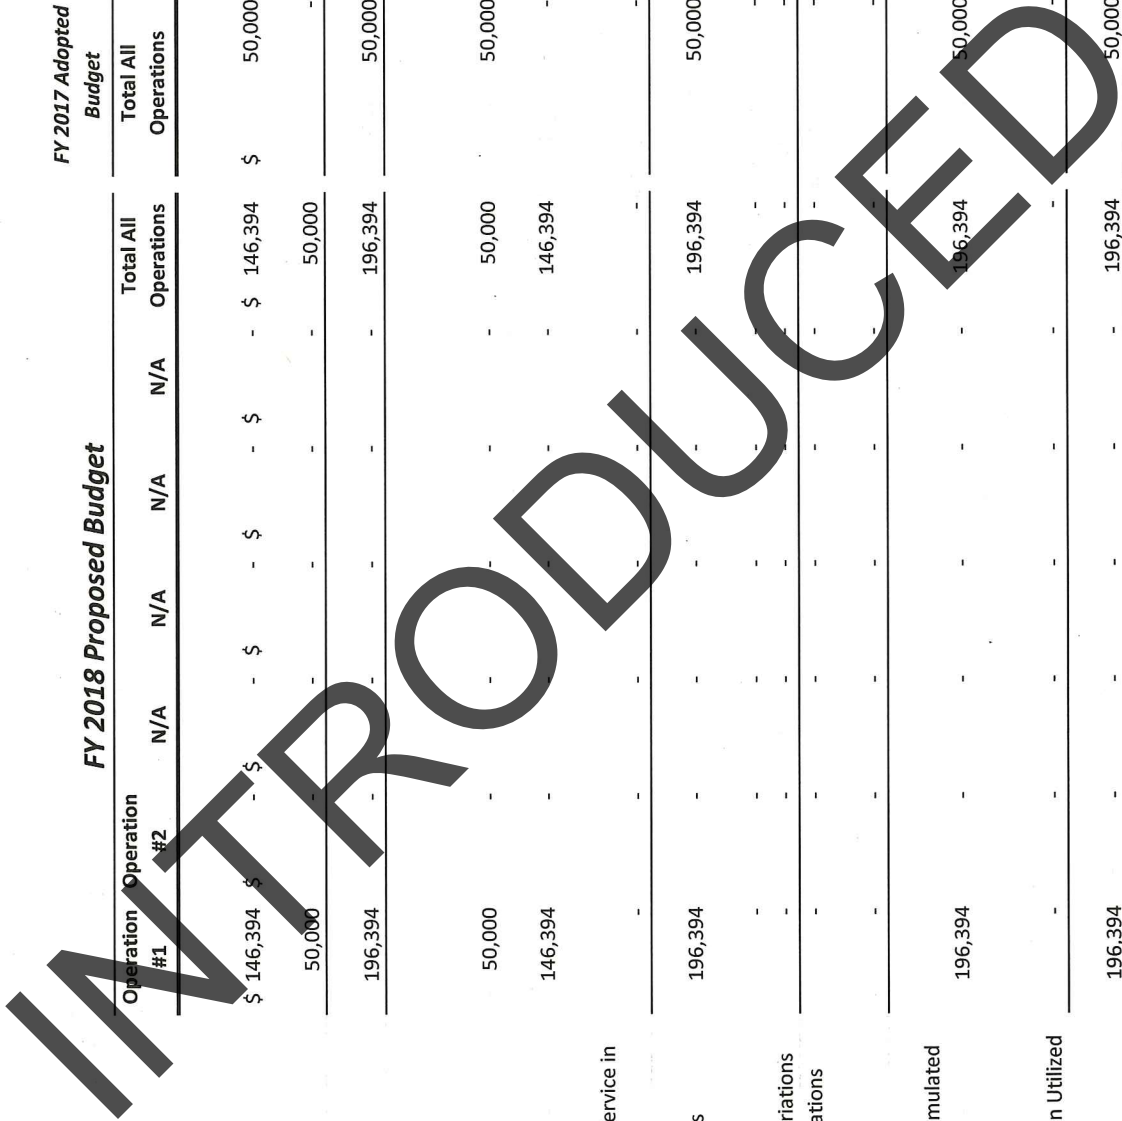 FY 2017 Adopted
FY 2018 Proposed Budget Budget
Operation Operation Total All Total All
#1 #2 N/A N/A N/A N/A Operations Operations
$ 146,394 $ - $ - $ - $ - $ - $ 146,394 $ 50,000
50,000 - - - - - 50,000 -
196,394 - - - - - 196,394 50,000
50,000 - - - - - 50,000 50,000
146,394 - - - - - 146,394 -
ervice in
- - - - - - - -
s 196,394 - - - - - 196,394 50,000
- - - - - - -
riations - - - - - - -
ations - - - - - - -
- - - - - - -
mulated
196,394 - - - - - 196,394 50,000
n Utilized - - - - - - - -
196,394 - - - - - 196,394 50,000
INTRODUCED